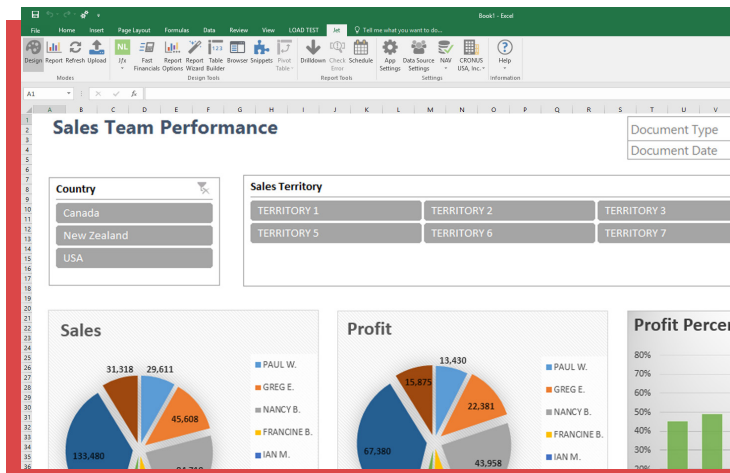 Book1 - Excel
File Home Insert Page Layout Formulas Data Review View LOAD TEST Jet Tell me what you want to do...
NL
Design Report Refresh Upload Jfx Fast Financials Report Options Report Wizard Table Builder Browser Snippets Pivot Table Drilldown Check Error Schedule App Settings Data Source Settings NAV CRONUS USA, Inc. Help
Modes Design Tools Report Tools Settings Information
A1 fx
A B C D E F G H I J K L M N O P Q R S T U V
Sales Team Performance
Document Type
Document Date
Country
Sales Territory
Canada
TERRITORY 1 TERRITORY 2 TERRITORY 3
New Zealand
TERRITORY 5 TERRITORY 6 TERRITORY 7
USA
Sales
Profit
Profit Percer
31,318 29,611
PAUL W.
GREG E.
NANCY B.
FRANCINE B.
IAN M.
45,608
133,480
13,430
15,875
22,381
67,380
43,958
PAUL W.
GREG E.
NANCY B.
FRANCINE B.
IAN M.
80%
70%
60%
50%
40%
30%